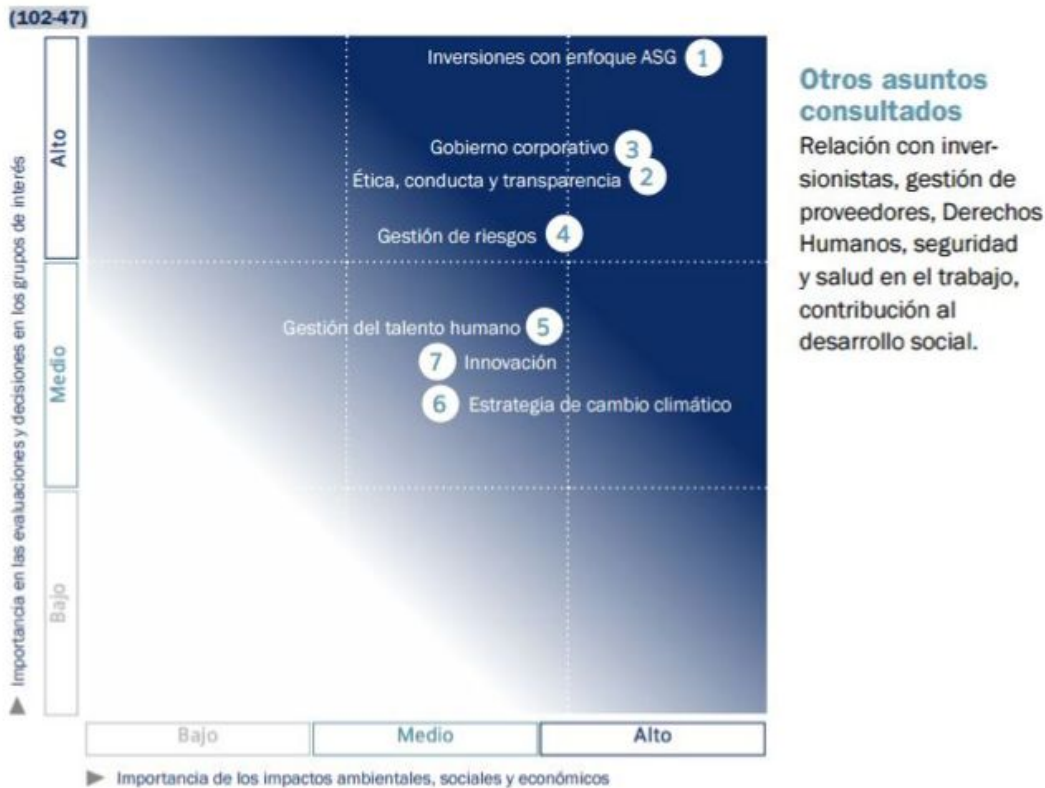 (102-47)
Inversiones con enfoque ASG 1
Gobierno corporativo 3
Ética, conducta y transparencia 2
Gestión de riesgos 4
Gestión del talento humano 5
7 Innovación
6 Estrategia de cambio climático
Alto
Medio
Bajo
Importancia en las evaluaciones y decisiones en los grupos de interés
Bajo
Medio
Alto
Importancia de los impactos ambientales, sociales y económicos
Otros asuntos
consultados
Relación con inver-
sionistas, gestión de
proveedores, Derechos
Humanos, seguridad
y salud en el trabajo,
contribución al
desarrollo social.